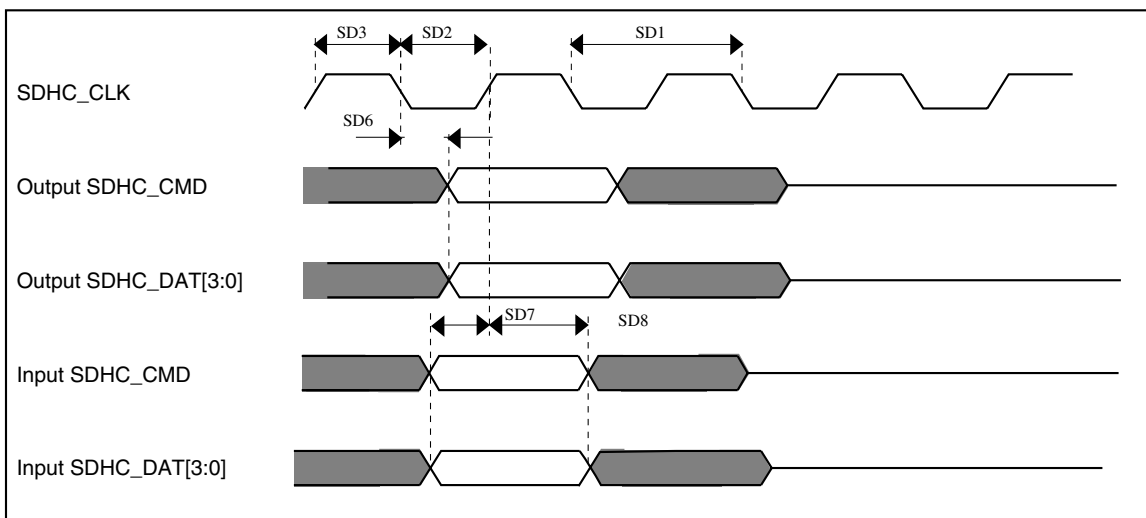 SD3 SD2 SD1
SDHC_CLK
SD6
Output SDHC_CMD
Output SDHC_DAT[3:0]
SD7 SD8
Input SDHC_CMD
Input SDHC_DAT[3:0]